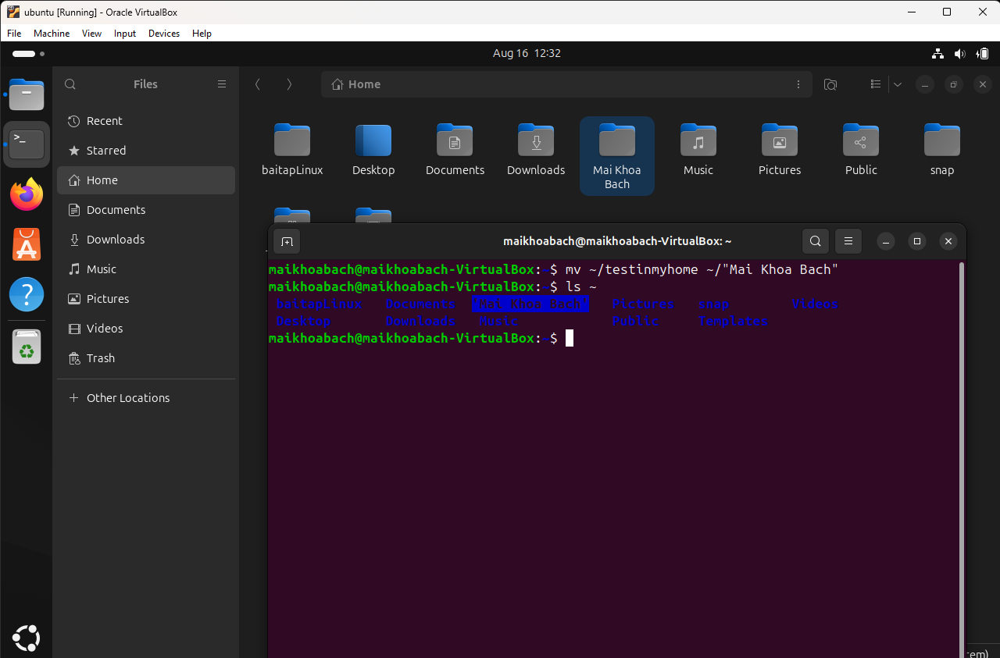 ubuntu [Running] - Oracle VirtualBox
File Machine View Input Devices Help
Aug 16 12:32
Files
Home
Recent
Starred
Home
Documents
Downloads
Music
Pictures
Videos
Trash
Other Locations
baitapLinux Desktop Documents Downloads Mai Khoa Bach Music Pictures Public snap
maikhoabach@maikhoabach-VirtualBox: ~
maikhoabach@maikhoabach-VirtualBox:~$ mv ~/testinmyhome ~/"Mai Khoa Bach"
maikhoabach@maikhoabach-VirtualBox:~$ ls ~
baitapLinux Documents 'Mai Khoa Bach' Pictures snap Videos
Desktop Downloads Music Public Templates
maikhoabach@maikhoabach-VirtualBox:~$